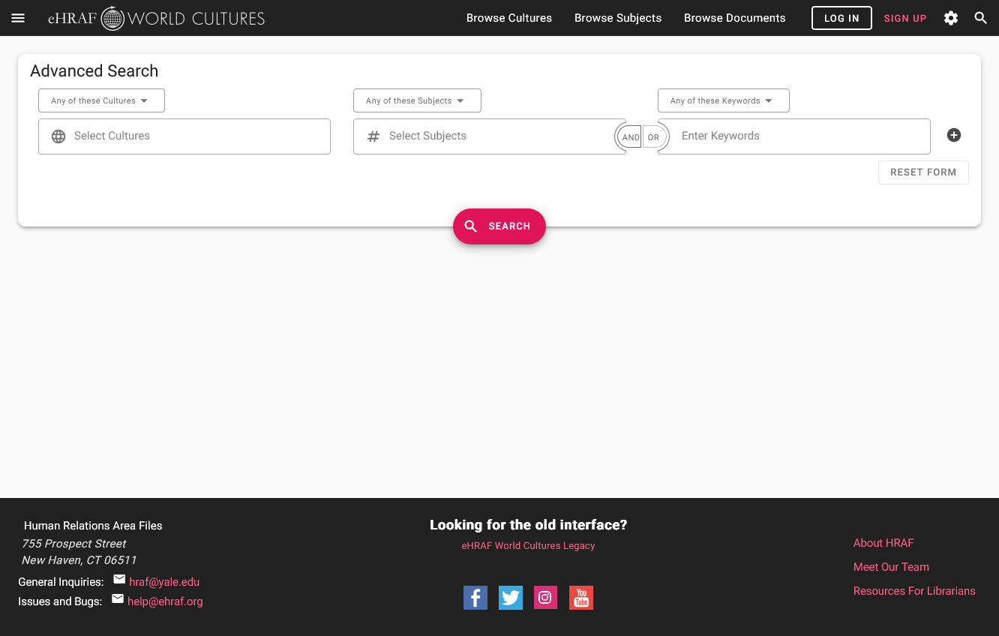 eHRAF WORLD CULTURES
Browse Cultures
Browse Subjects
Browse Documents
LOG IN
SIGN UP
Advanced Search
Any of these Cultures
Any of these Subjects
Any of these Keywords
Select Cultures
# Select Subjects
AND
OR
Enter Keywords
RESET FORM
SEARCH
Human Relations Area Files
755 Prospect Street
New Haven, CT 06511
General Inquiries: hraf@yale.edu
Issues and Bugs: help@ehraf.org
Looking for the old interface?
eHRAF World Cultures Legacy
f
You
Tube
About HRAF
Meet Our Team
Resources For Librarians